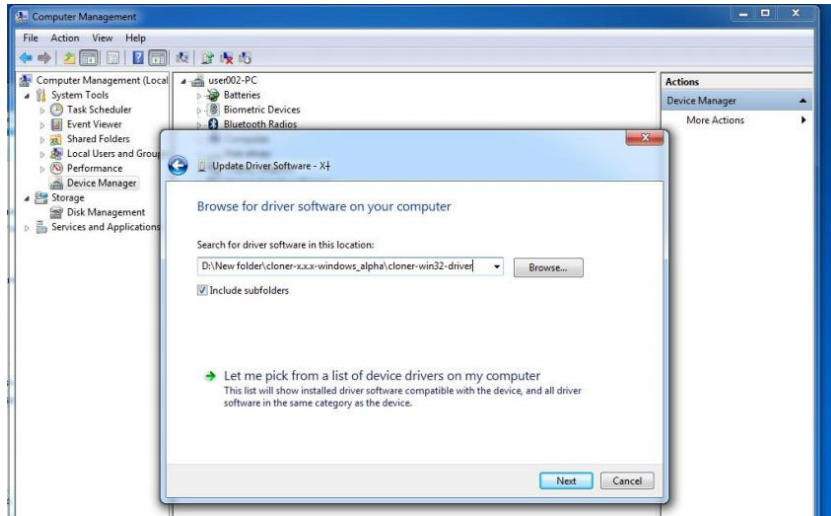 Computer Management
File Action View Help
Computer Management (Local
System Tools
Task Scheduler
Event Viewer
Shared Folders
Local Users and Group
Performance
Device Manager
Storage
Disk Management
Services and Applications
user002-PC
Batteries
Biometric Devices
Bluetooth Radios
Actions
Device Manager
More Actions
Update Driver Software - X4
Browse for driver software on your computer
Search for driver software in this location:
D:\New folder\cloner-x.x.x-windows_alpha\cloner-win32-driver
Browse...
Include subfolders
Let me pick from a list of device drivers on my computer
This list will show installed driver software compatible with the device, and all driver
software in the same category as the device.
Next
Cancel